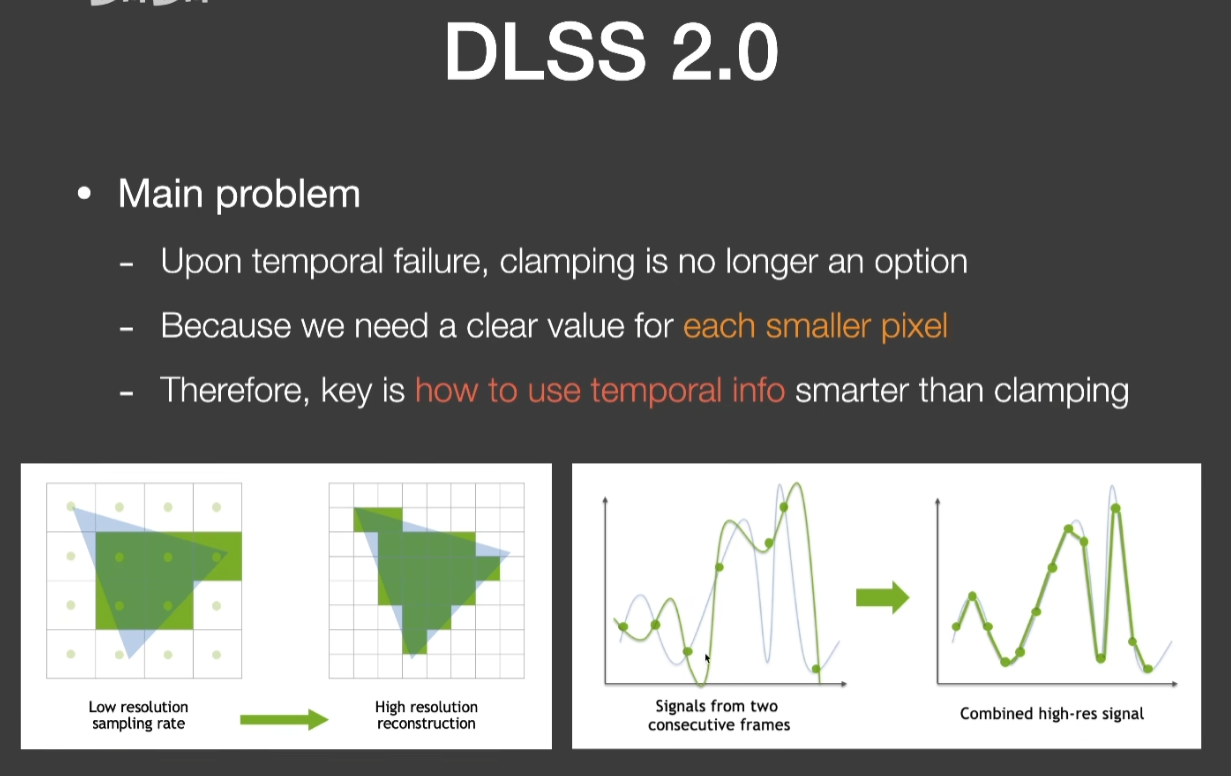 DLSS 2.0
• Main problem
- Upon temporal failure, clamping is no longer an option
- Because we need a clear value for each smaller pixel
- Therefore, key is how to use temporal info smarter than clamping
Low resolution
sampling rate
High resolution
reconstruction
Signals from two
consecutive frames
Combined high-res signal